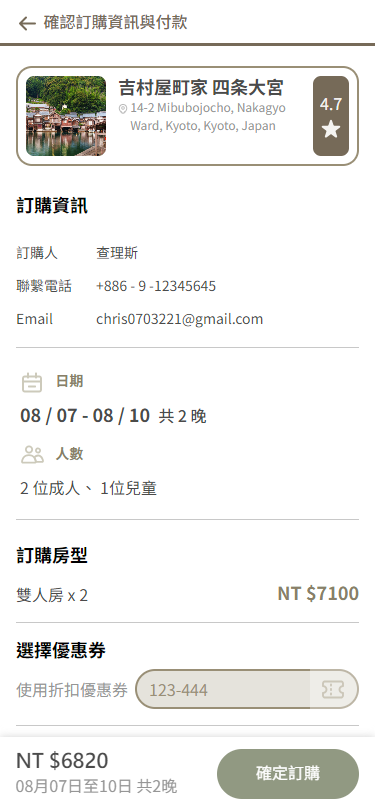 確認訂購資訊與付款
吉村屋町家 四条大宮
14-2 Mibubojocho, Nakagyo
Ward, Kyoto, Kyoto, Japan
4.7
訂購資訊
訂購人 查理斯
聯繫電話 +886 - 9 -12345645
Email chris0703221@gmail.com
日期
08 / 07 - 08 / 10 共 2 晚
人數
2 位成人、 1位兒童
訂購房型
雙人房 x 2 NT $7100
選擇優惠券
使用折扣優惠券 123-444
NT $6820
08月07日至10日 共2晚
確定訂購